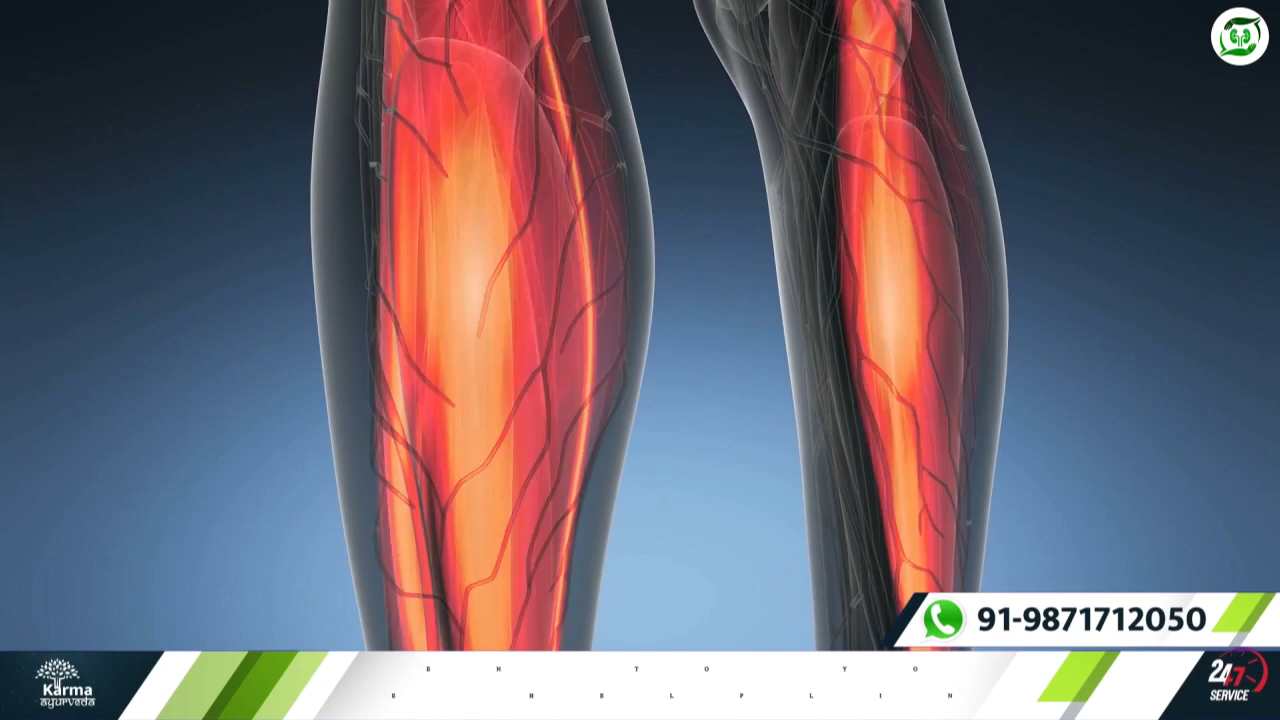 91-9871712050
E N T O Y O
B H E L P L I N
Karma
ayurveda
24*7
SERVICE